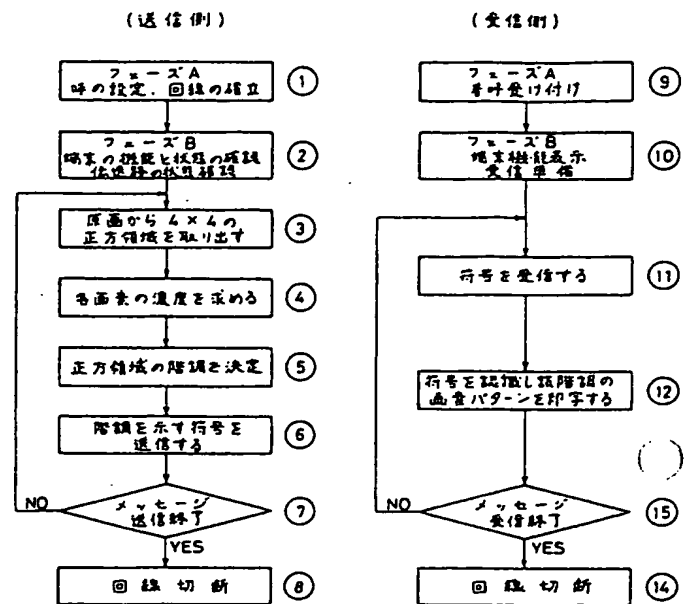 (送信側)
フェーズA
呼の設定、回線の確立
①
フェーズB
端末の機能と状態の確認
伝送路の状態確認
②
原画から4×4の
正方領域を取り出す
③
各画素の濃度を求める
④
正方領域の階調を決定
⑤
階調を示す符号を
送信する
⑥
メッセージ
送信終了
⑦
NO
YES
回線切断
⑧
(受信側)
フェーズA
着呼受け付け
⑨
フェーズB
端末機能表示
受信準備
⑩
符号を受信する
⑪
符号を認識し該階調の
画素パターンを印字する
⑫
メッセージ
受信終了
⑮
NO
YES
回線切断
⑭